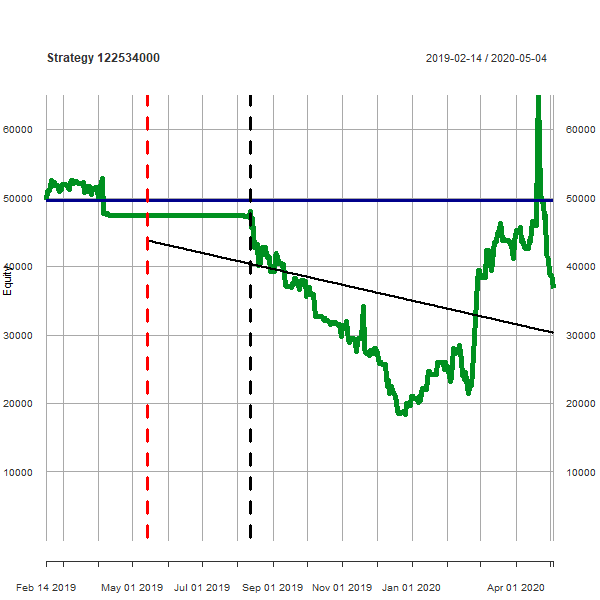 Strategy 122534000 2019-02-14 / 2020-05-04
60000 60000
50000 50000
40000 40000
Equity
30000 30000
20000 20000
10000 10000
Feb 14 2019 May 01 2019 Jul 01 2019 Sep 01 2019 Nov 01 2019 Jan 01 2020 Apr 01 2020